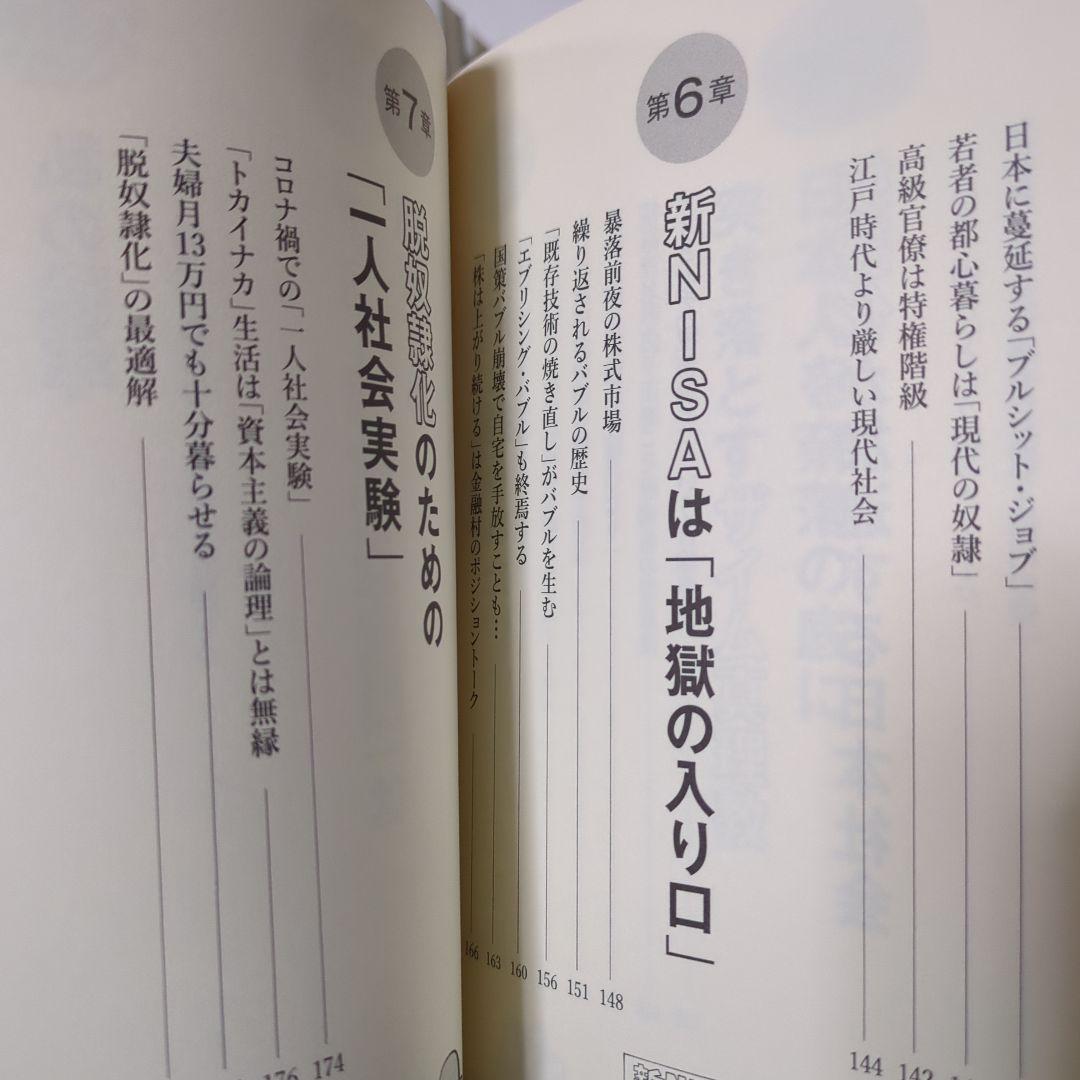 日本に蔓延する「ブルシット・ジョブ」
若者の都心暮らしは「現代の奴隷」
高級官僚は特権階級 142
江戸時代より厳しい現代社会 144
第6章
新NISAは「地獄の入り口」
暴落前夜の株式市場 148
繰り返されるバブルの歴史 151
「既存技術の焼き直し」がバブルを生む 156
「エブリシング・バブル」も終焉する 160
国策バブル崩壊で自宅を手放すことも… 163
「株は上がり続ける」は金融村のポジショントーク 166
第7章
脱奴隷化のための
「一人社会実験」
コロナ禍での「一人社会実験」 174
「トカイナカ」生活は「資本主義の論理」とは無縁 176
夫婦月13万円でも十分暮らせる
「脱奴隷化」の最適解